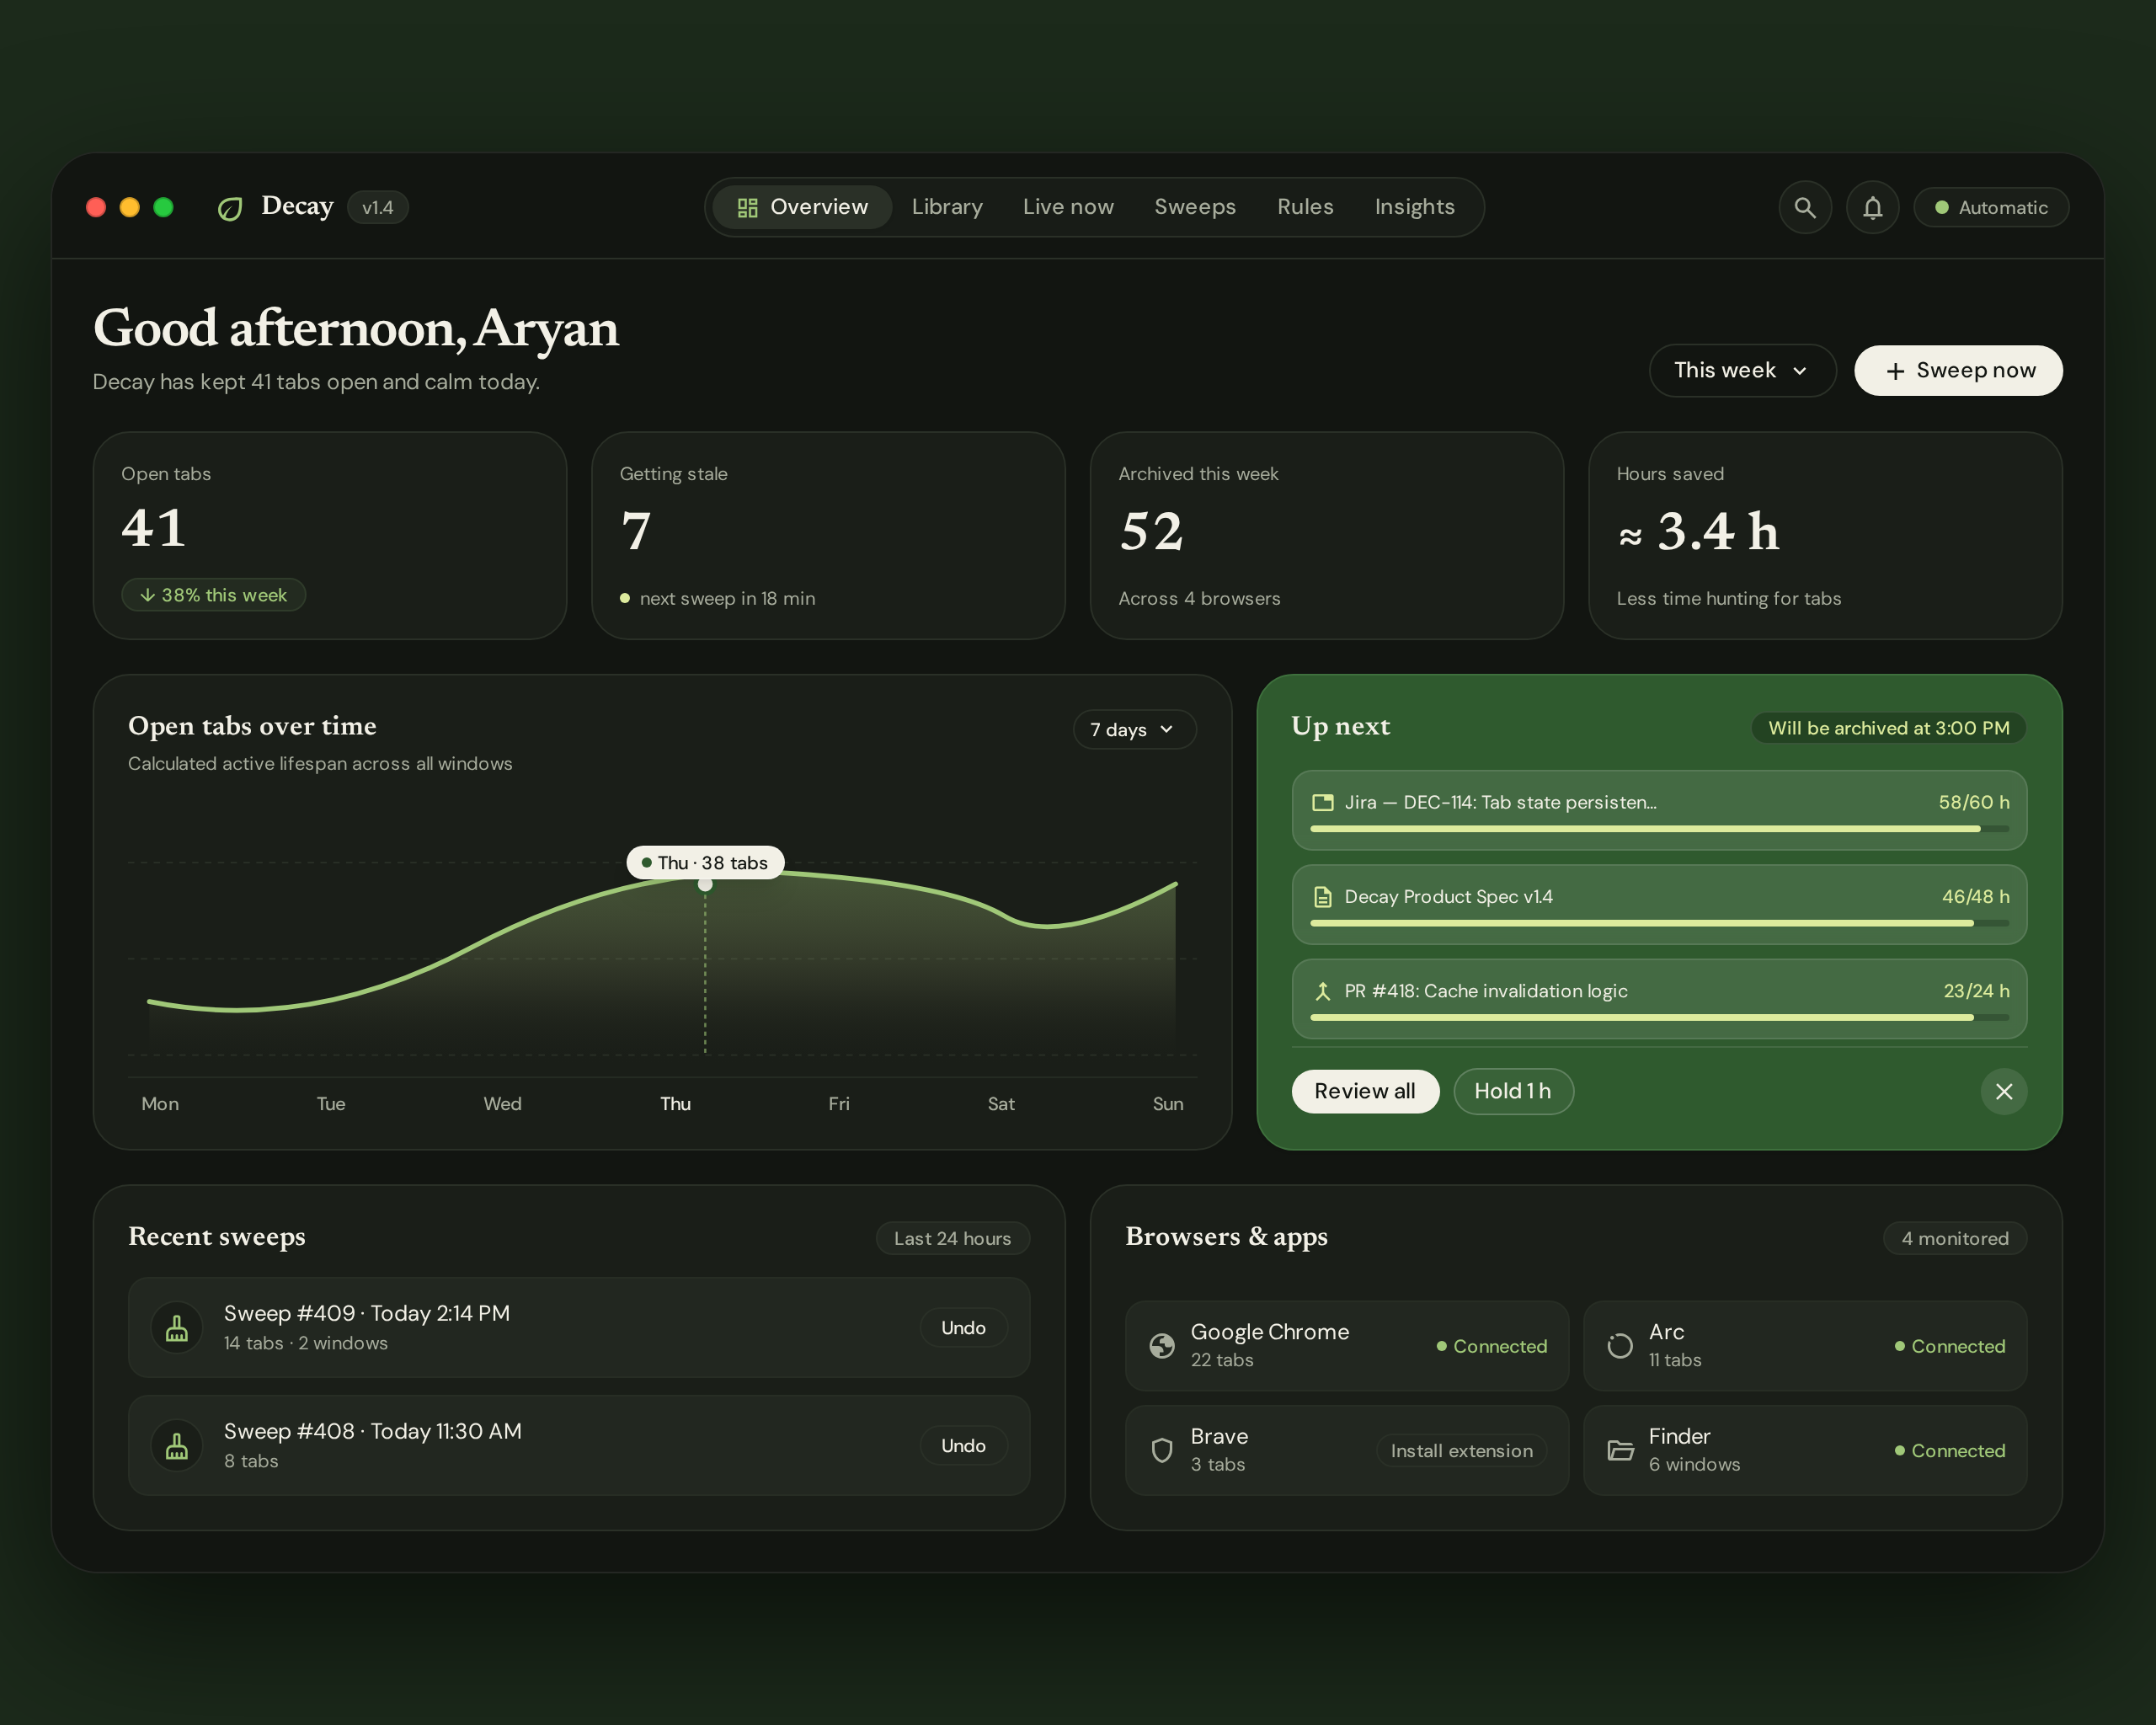 Decay
v1.4
Overview
Library
Live now
Sweeps
Rules
Insights
Automatic
Good afternoon, Aryan
Decay has kept 41 tabs open and calm today.
This week
Sweep now
Open tabs
41
↓ 38% this week
Getting stale
7
next sweep in 18 min
Archived this week
52
Across 4 browsers
Hours saved
≈ 3.4 h
Less time hunting for tabs
Open tabs over time
Calculated active lifespan across all windows
7 days
Thu · 38 tabs
Mon
Tue
Wed
Thu
Fri
Sat
Sun
Up next
Will be archived at 3:00 PM
Jira — DEC-114: Tab state persisten...
58/60 h
Decay Product Spec v1.4
46/48 h
PR #418: Cache invalidation logic
23/24 h
Review all
Hold 1 h
Recent sweeps
Last 24 hours
Sweep #409 · Today 2:14 PM
14 tabs · 2 windows
Undo
Sweep #408 · Today 11:30 AM
8 tabs
Undo
Browsers & apps
4 monitored
Google Chrome
22 tabs
Connected
Arc
11 tabs
Connected
Brave
3 tabs
Install extension
Finder
6 windows
Connected